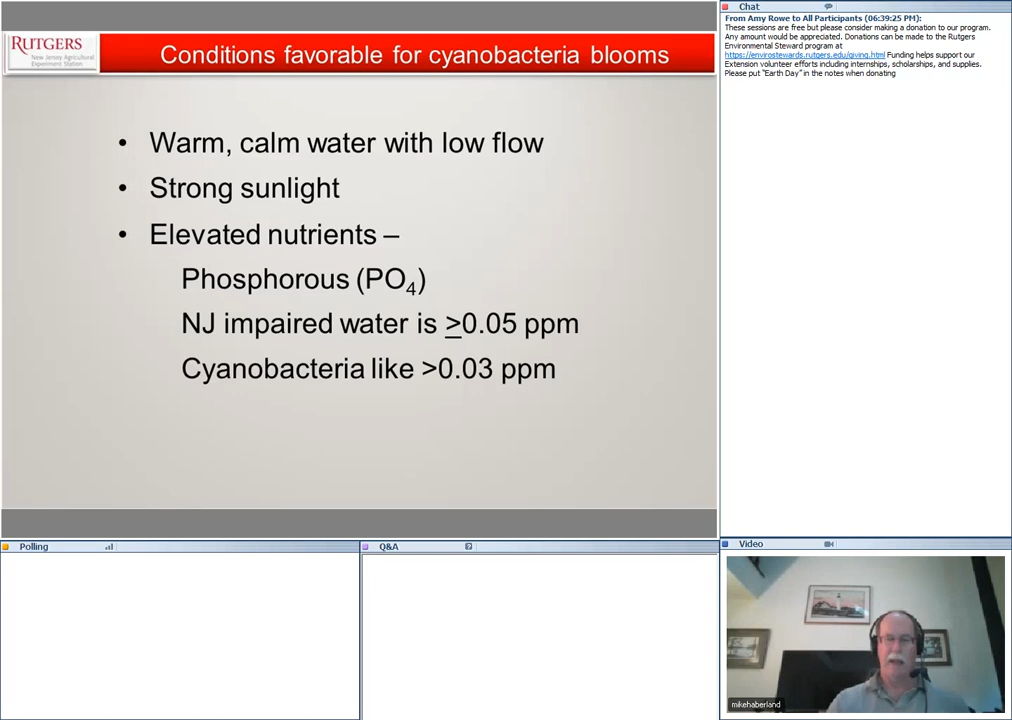 RUTGERS
New Jersey Agricultural
Experiment Station
Conditions favorable for cyanobacteria blooms
• Warm, calm water with low flow
• Strong sunlight
• Elevated nutrients –
Phosphorous (PO₄)
NJ impaired water is >0.05 ppm
Cyanobacteria like >0.03 ppm
Chat
From Amy Rowe to All Participants (06:39:25 PM):
These sessions are free but please consider making a donation to our program.
Any amount would be appreciated. Donations can be made to the Rutgers
Environmental Steward program at
https://envirostewards.rutgers.edu/giving.html Funding helps support our
Extension volunteer efforts including internships, scholarships, and supplies.
Please put "Earth Day" in the notes when donating
Polling
Q&A
Video
mikehaberland